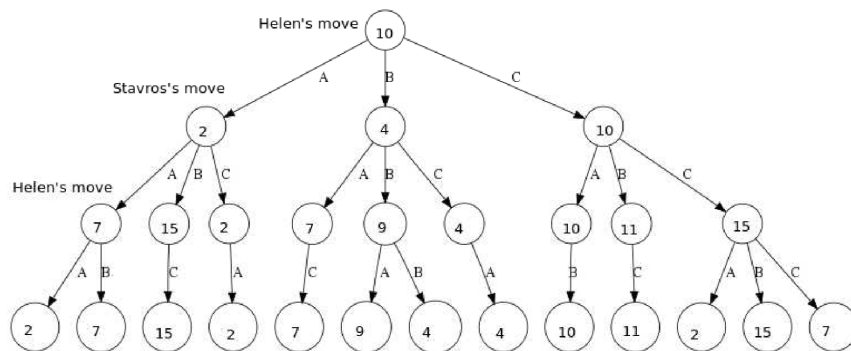 Helen's move
10
A B C
Stavros's move
2 4 10
A B C A B C A B C
Helen's move
7 15 2 7 9 4 10 11 15
A B C A C A B A B C A B C
2 7 15 2 7 9 4 4 10 11 2 15 7